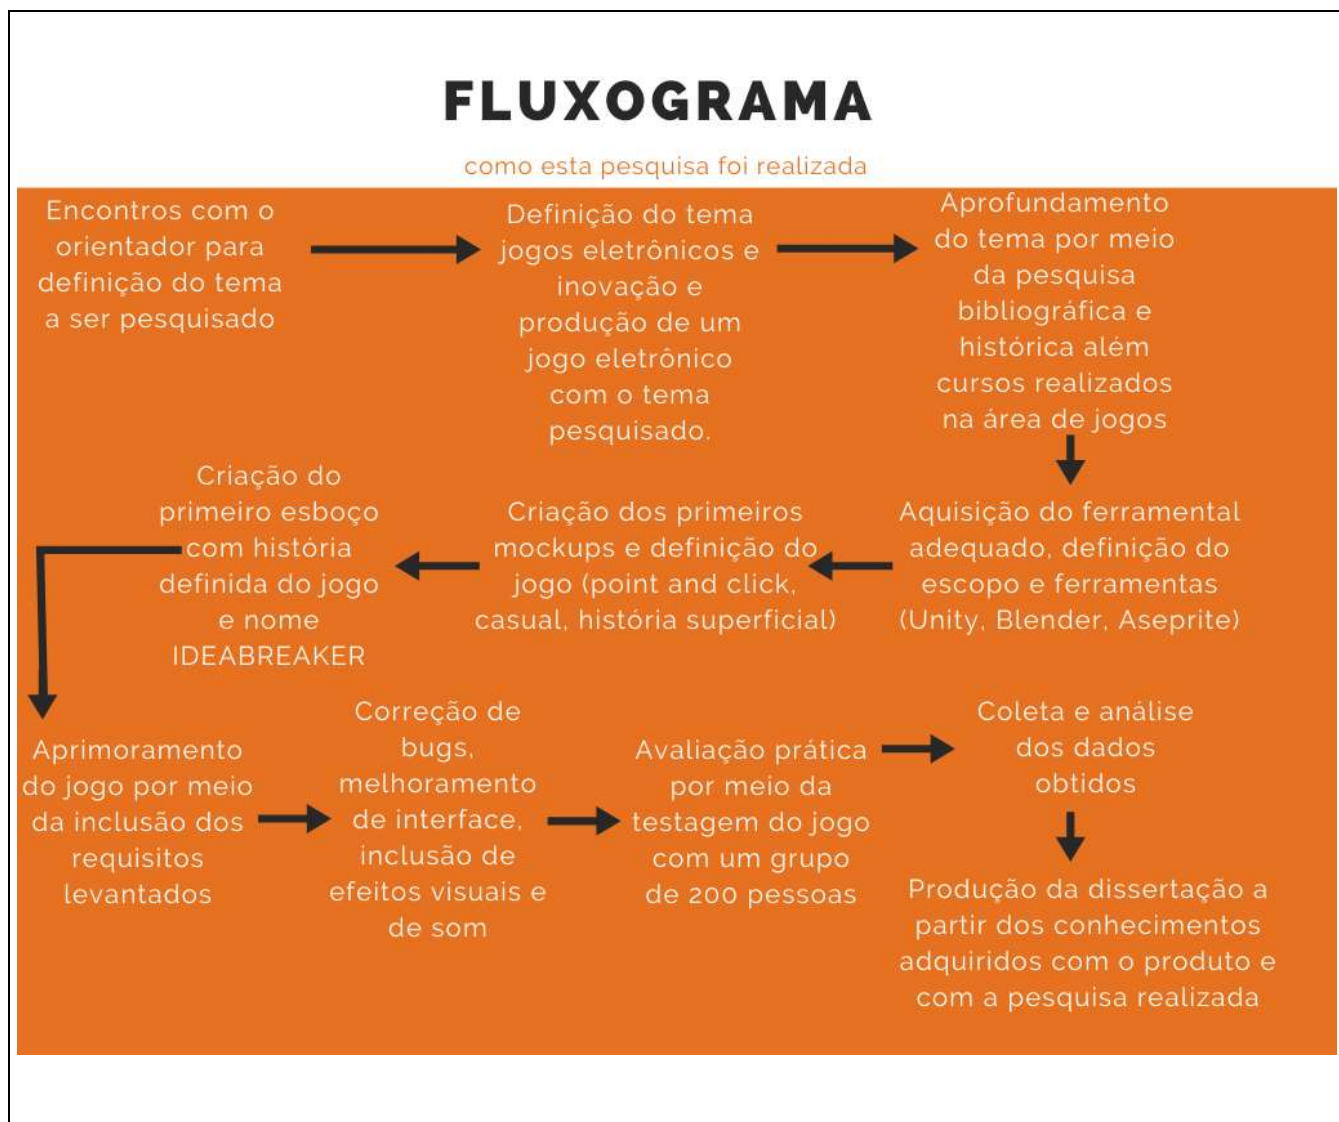 FLUXOGRAMA
como esta pesquisa foi realizada
Encontros com o
orientador para
definição do tema
a ser pesquisado
Definição do tema
jogos eletrônicos e
inovação e
produção de um
jogo eletrônico
com o tema
pesquisado.
Aprofundamento
do tema por meio
da pesquisa
bibliográfica e
histórica além
cursos realizados
na área de jogos
Aquisição do ferramental
adequado, definição do
escopo e ferramentas
(Unity, Blender, Aseprite)
Criação dos primeiros
mockups e definição do
jogo (point and click,
casual, história superficial)
Criação do
primeiro esboço
com história
definida do jogo
e nome
IDEABREAKER
Aprimoramento
do jogo por meio
da inclusão dos
requisitos
levantados
Correção de
bugs,
melhoramento
de interface,
inclusão de
efeitos visuais e
de som
Avaliação prática
por meio da
testagem do jogo
com um grupo
de 200 pessoas
Coleta e análise
dos dados
obtidos
Produção da dissertação a
partir dos conhecimentos
adquiridos com o produto e
com a pesquisa realizada